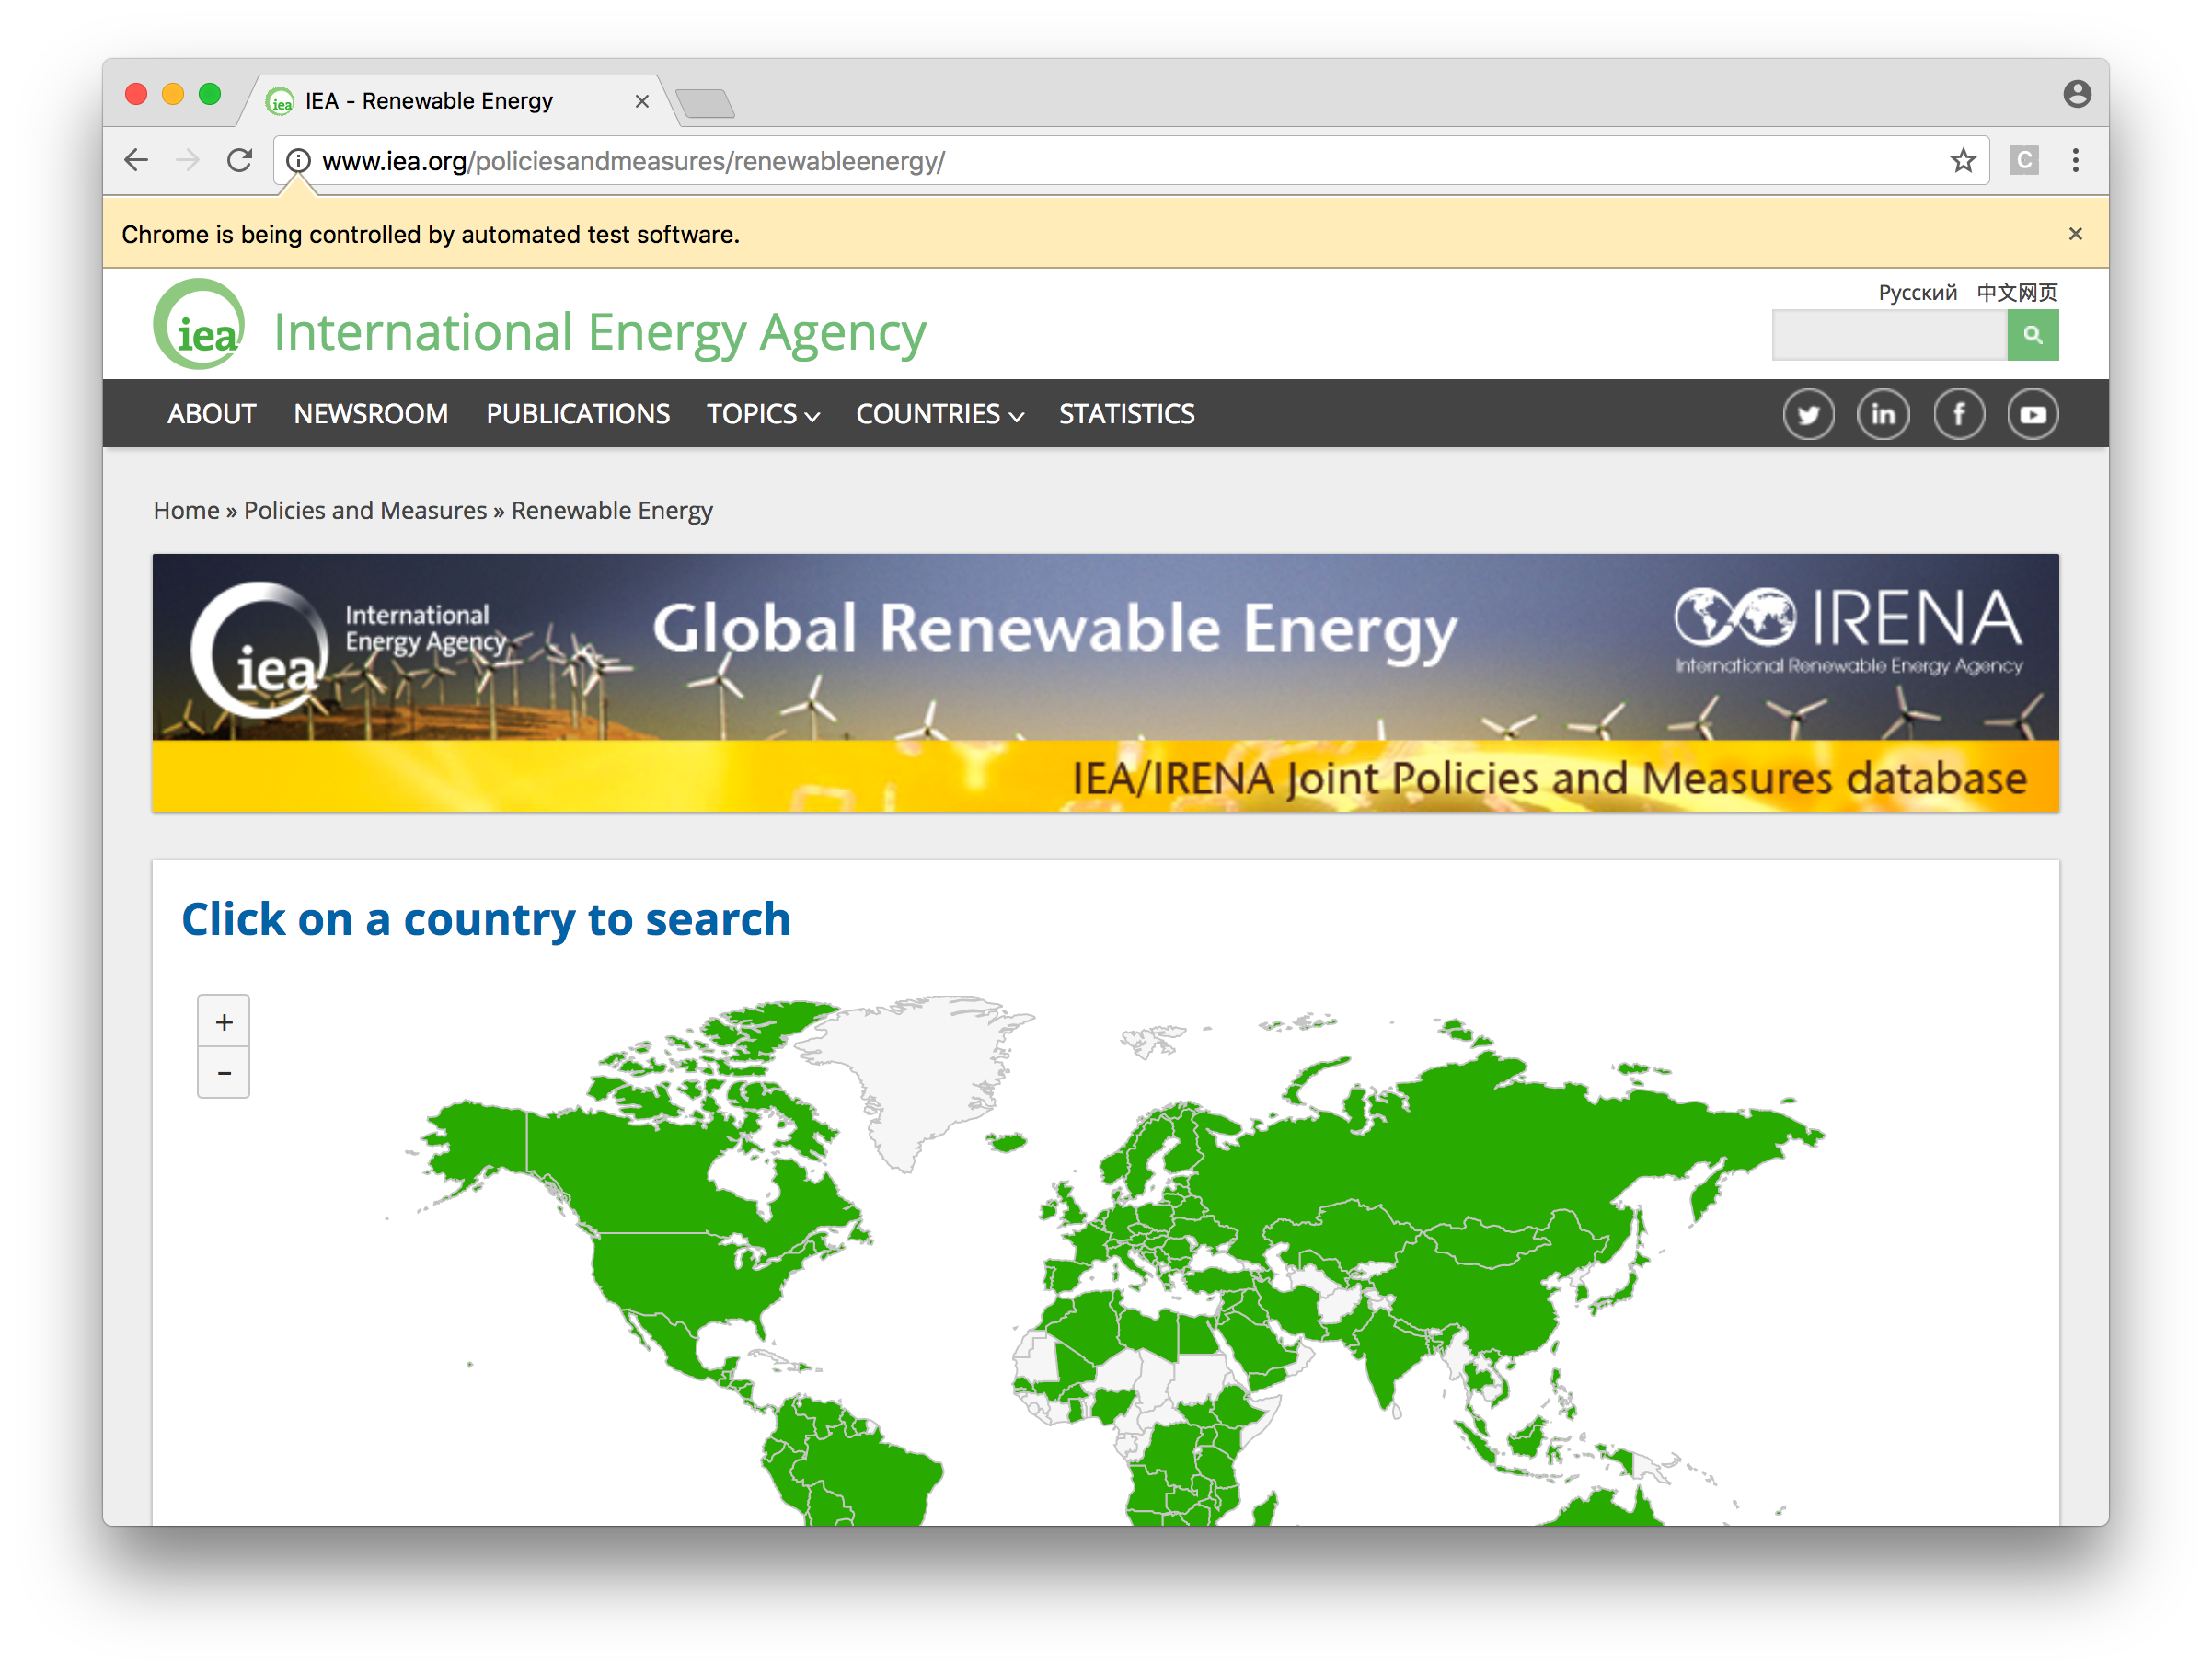 IEA - Renewable Energy
www.iea.org/policiesandmeasures/renewableenergy/
C
Chrome is being controlled by automated test software.
iea
International Energy Agency
Русский 中文网页
ABOUT NEWSROOM PUBLICATIONS TOPICS COUNTRIES STATISTICS
Home » Policies and Measures » Renewable Energy
iea
International
Energy Agency
Global Renewable Energy
IRENA
International Renewable Energy Agency
IEA/IRENA Joint Policies and Measures database
Click on a country to search
+
−